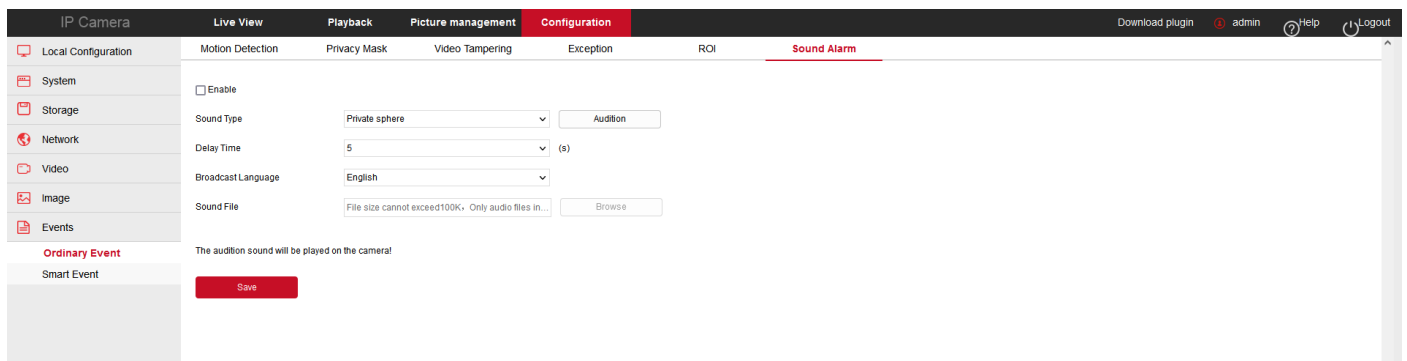 IP Camera Live View Playback Picture management Configuration Download plugin admin Help Logout
Local Configuration Motion Detection Privacy Mask Video Tampering Exception ROI Sound Alarm
System
Enable
Storage
Sound Type Private sphere Audition
Network
Delay Time 5 (s)
Video
Broadcast Language English
Image
Sound File File size cannot exceed100K，Only audio files in... Browse
Events
Ordinary Event
The audition sound will be played on the camera!
Smart Event
Save